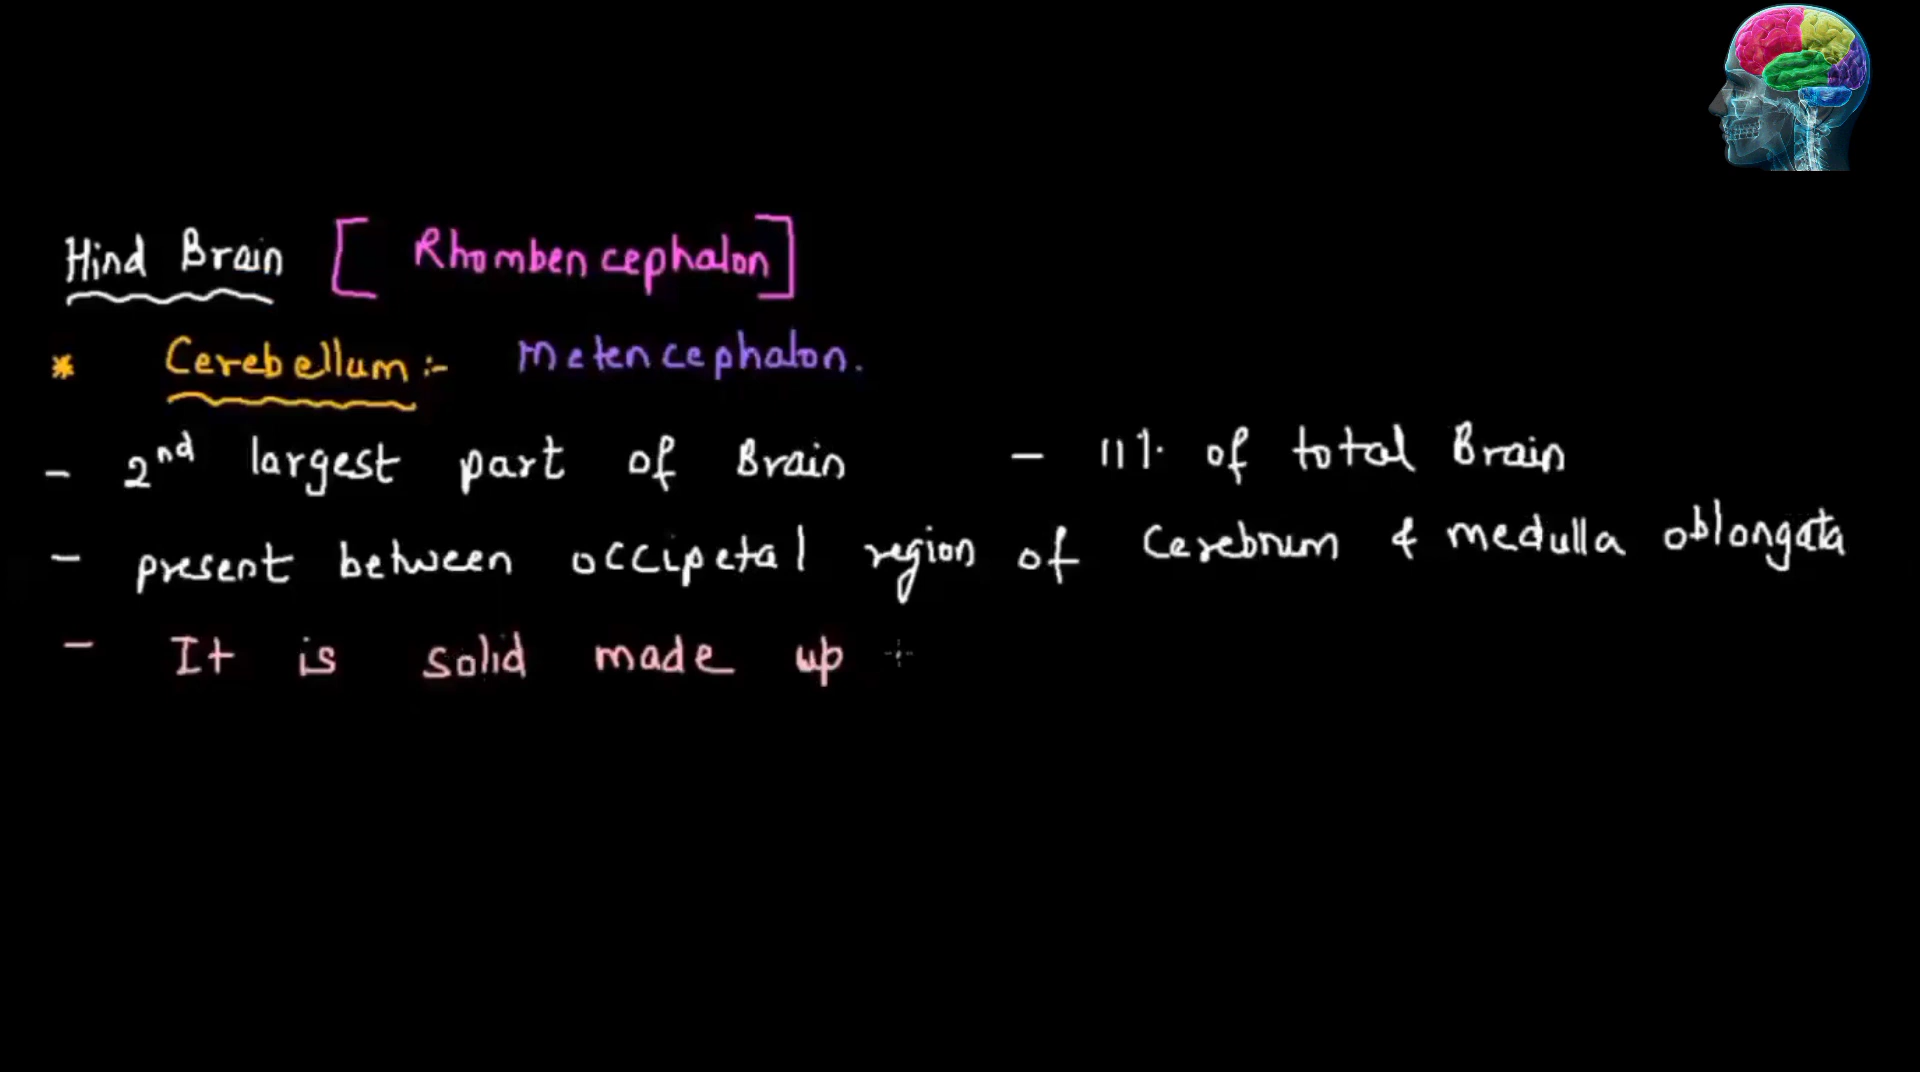 Hind Brain [ Rhombencephalon]
* Cerebellum :- Metencephalon.
- 2nd largest part of Brain - 11% of total Brain
- present between occipetal region of Cerebrum & medulla oblongata
- It is solid made up